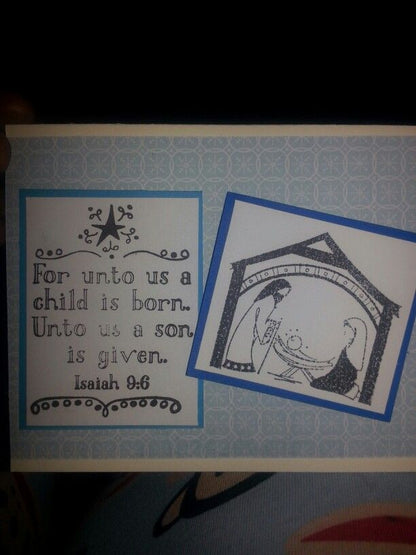 For unto us a
child is born.
Unto us a son
is given.
Isaiah 9:6